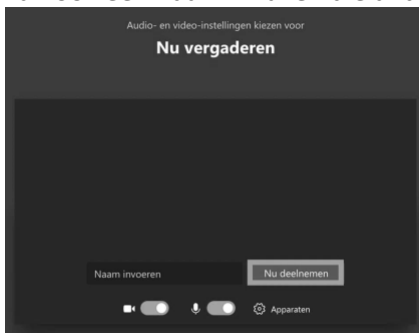 Audio- en video-instellingen kiezen voor
Nu vergaderen
Naam invoeren
Nu deelnemen
Apparaten